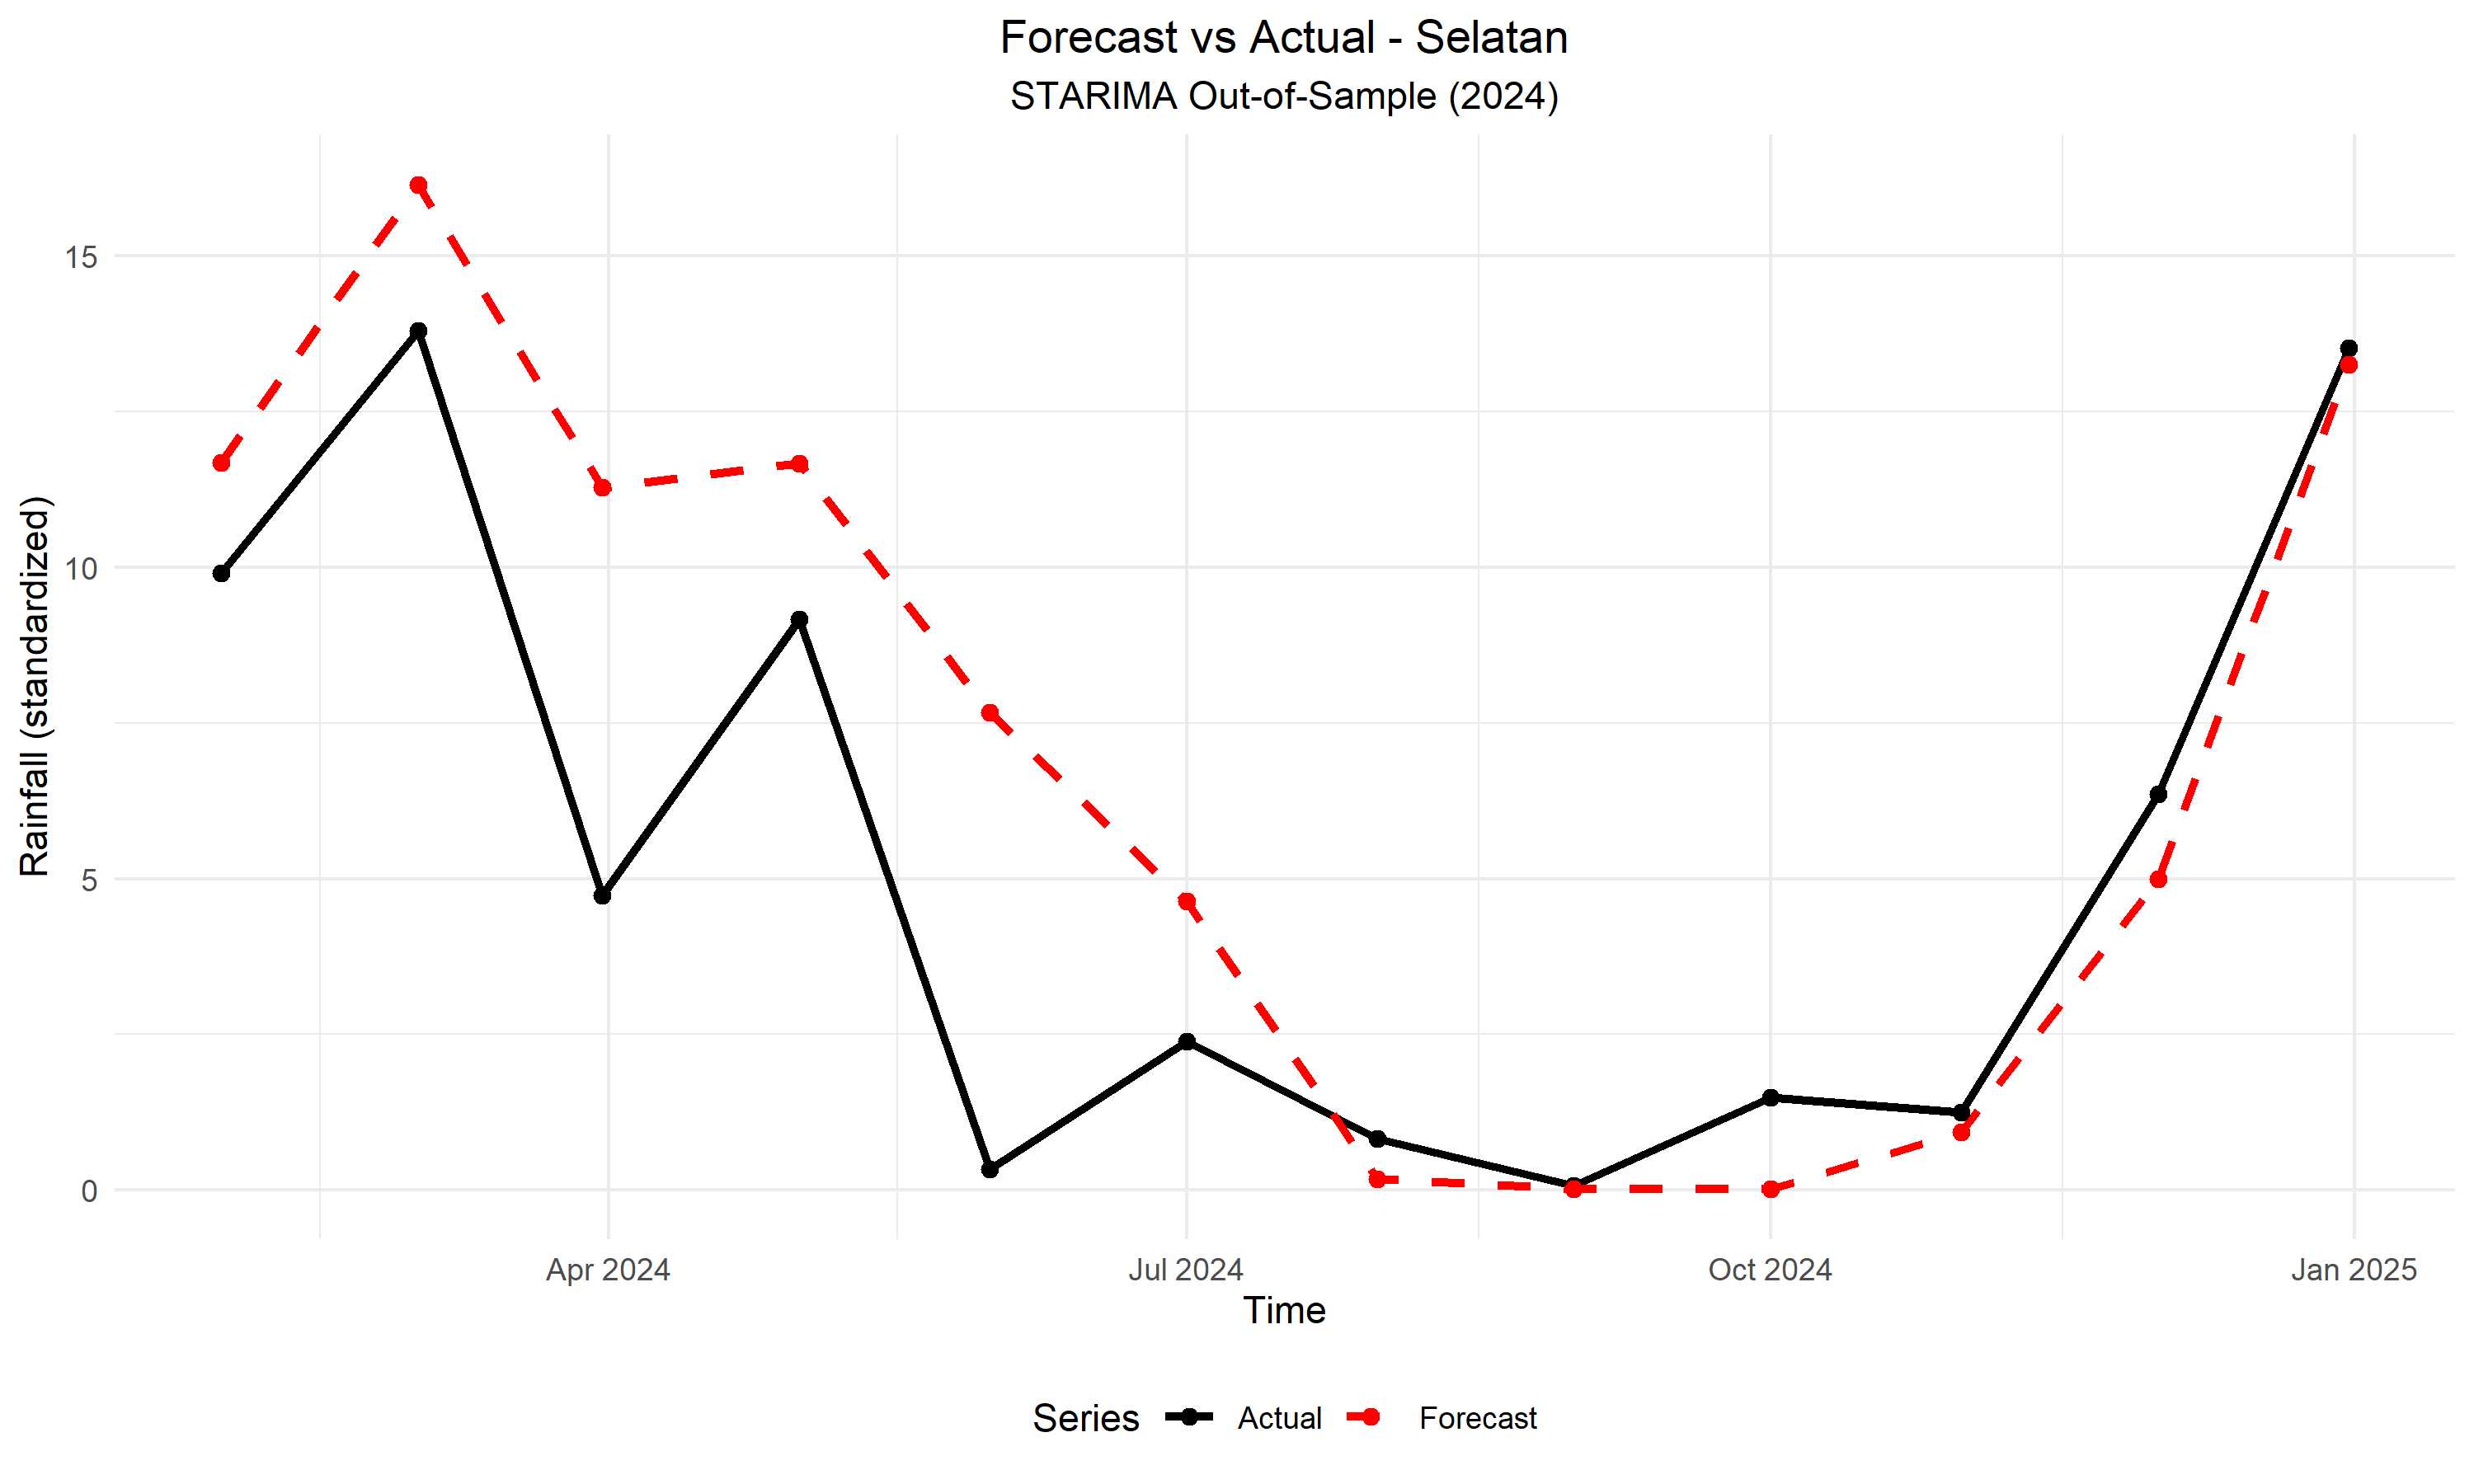 Forecast vs Actual - Selatan
STARIMA Out-of-Sample (2024)
Rainfall (standardized)
15
10
5
0
Apr 2024
Jul 2024
Oct 2024
Jan 2025
Time
Series
Actual
Forecast